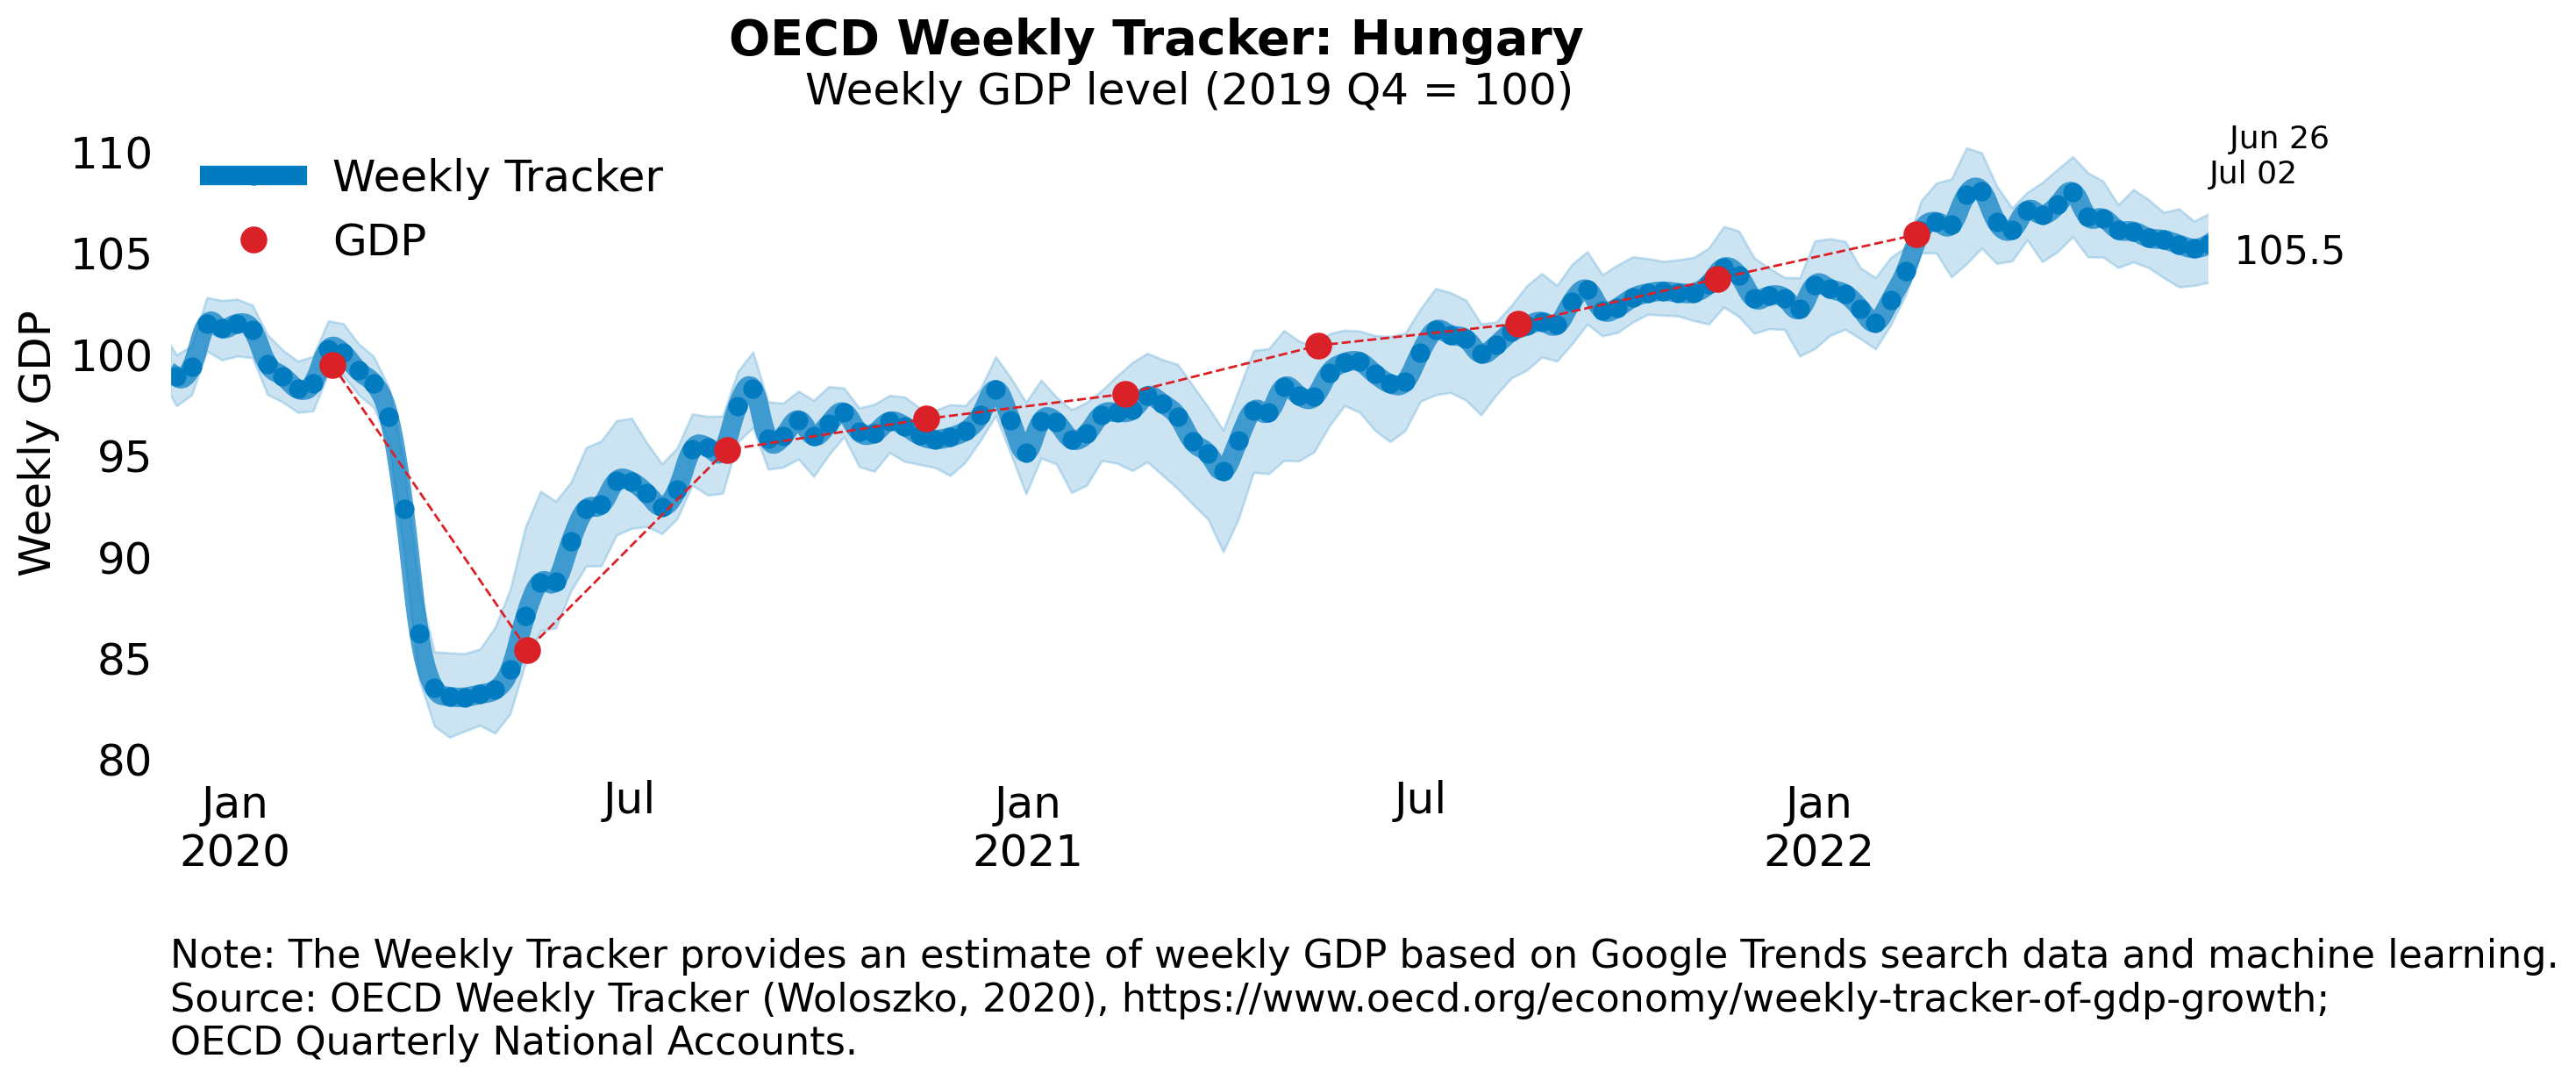 OECD Weekly Tracker: Hungary
Weekly GDP level (2019 Q4 = 100)
Jun 26
Jul 02
110
105
100
95
90
85
80
Weekly GDP
Weekly Tracker
GDP
105.5
Jan
2020
Jul
Jan
2021
Jul
Jan
2022
Note: The Weekly Tracker provides an estimate of weekly GDP based on Google Trends search data and machine learning.
Source: OECD Weekly Tracker (Woloszko, 2020), https://www.oecd.org/economy/weekly-tracker-of-gdp-growth;
OECD Quarterly National Accounts.